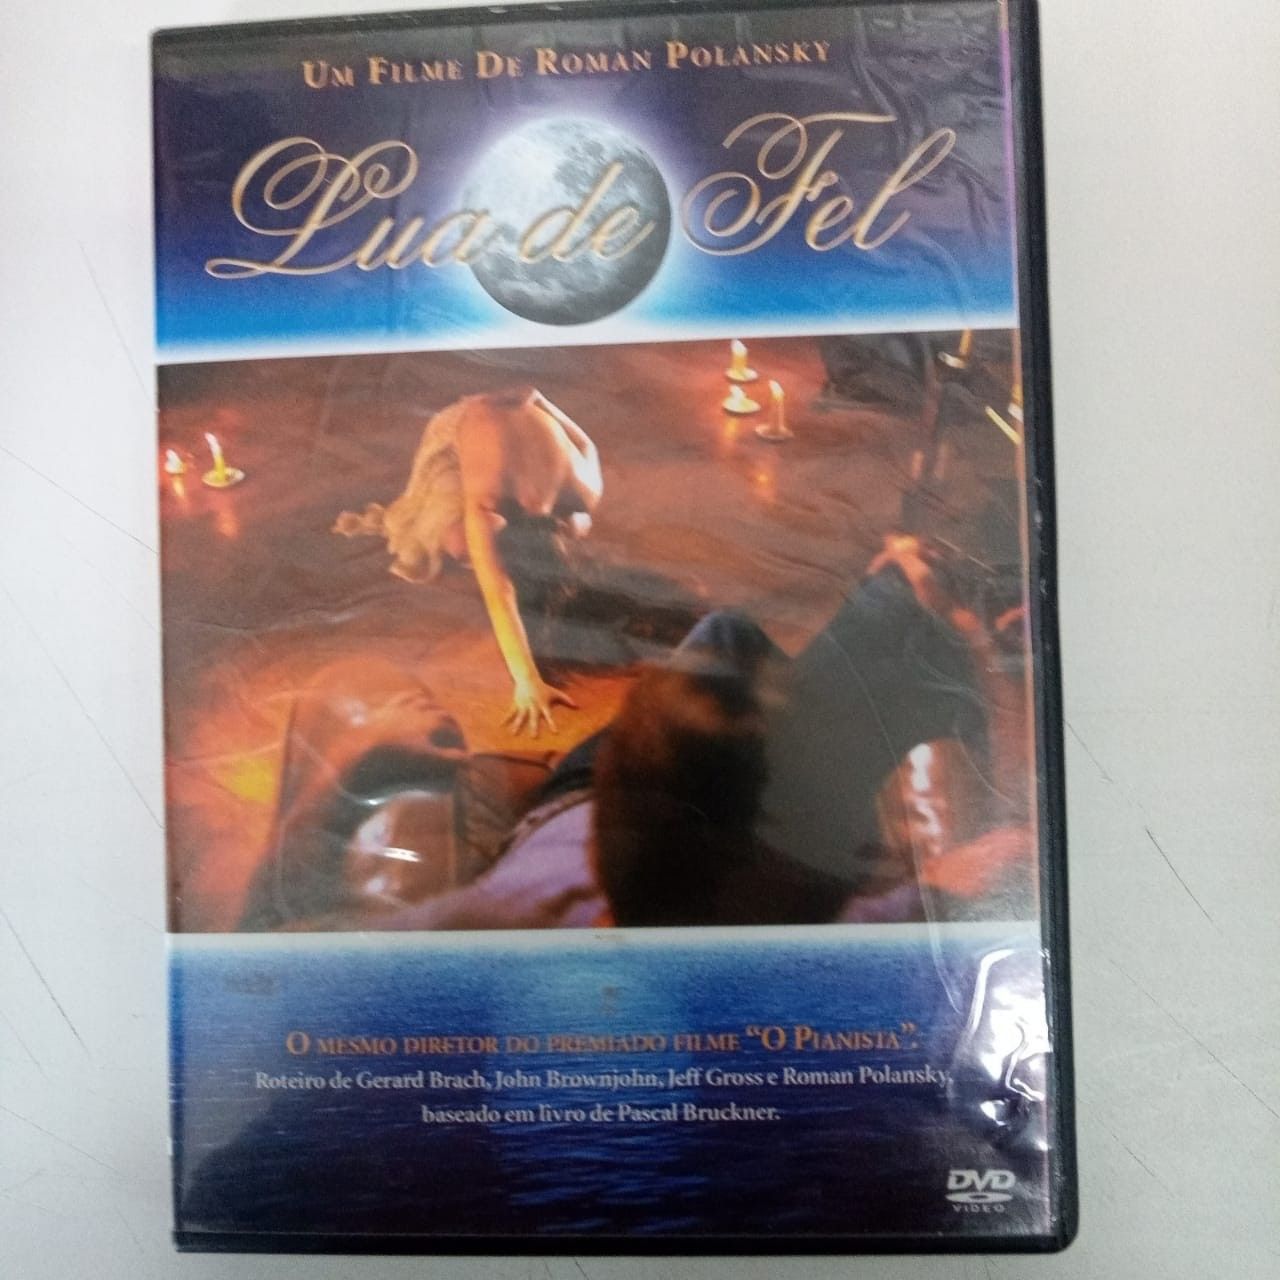 Um Filme De Roman Polansky
Lua de Fel
O mesmo diretor do premiado filme “O Pianista”.
Roteiro de Gerard Brach, John Brownjohn, Jeff Gross e Roman Polansky,
baseado em livro de Pascal Bruckner.
DVD
VIDEO